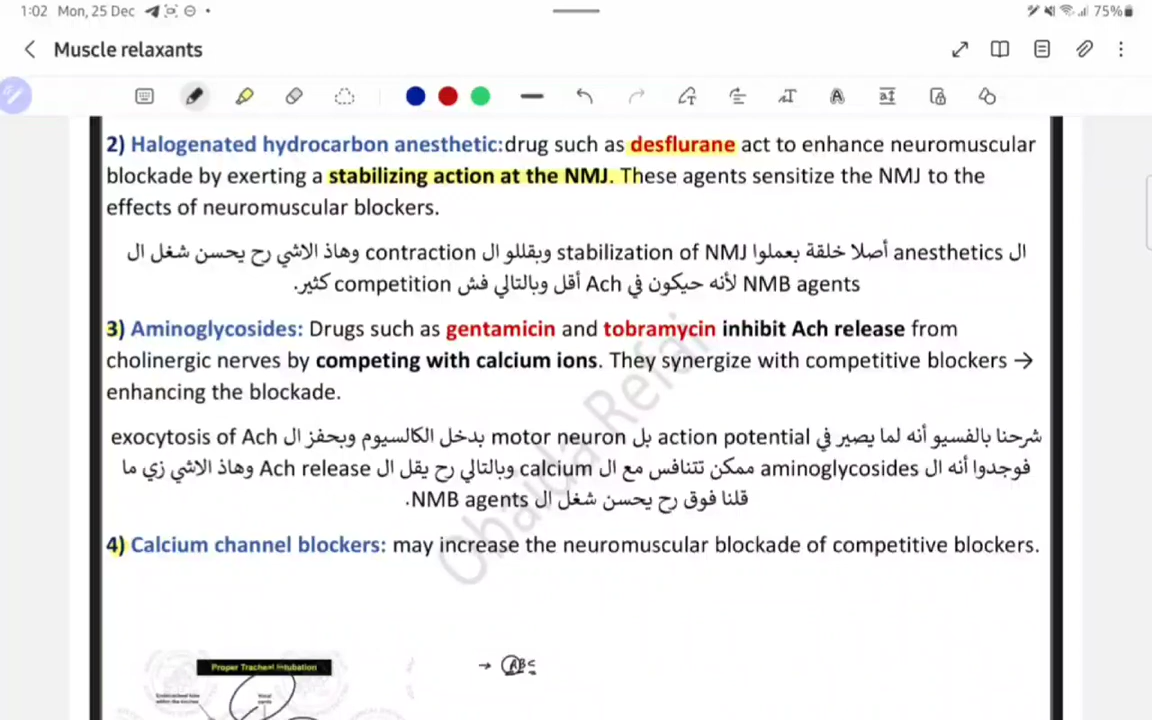 1:02 Mon, 25 Dec
75%
Muscle relaxants
2) Halogenated hydrocarbon anesthetic:drug such as desflurane act to enhance neuromuscular
blockade by exerting a stabilizing action at the NMJ. These agents sensitize the NMJ to the
effects of neuromuscular blockers.
ال anesthetics أصلا خلقة بعملوا stabilization of NMJ وبقللو ال contraction وهاذ الاشي رح يحسن شغل ال
NMB agents لأنه حيكون في Ach أقل وبالتالي فش competition كثير.
3) Aminoglycosides: Drugs such as gentamicin and tobramycin inhibit Ach release from
cholinergic nerves by competing with calcium ions. They synergize with competitive blockers →
enhancing the blockade.
شرحنا بالفسيو أنه لما يصير في action potential بل motor neuron بدخل الكالسيوم وبحفز ال exocytosis of Ach
فوجدوا أنه ال aminoglycosides ممكن تتنافس مع ال calcium وبالتالي رح يقل ال Ach release وهاذ الاشي زي ما
قلنا فوق رح يحسن شغل ال NMB agents.
4) Calcium channel blockers: may increase the neuromuscular blockade of competitive blockers.
Obaida Refai
Proper Tracheal Intubation
→ ABC